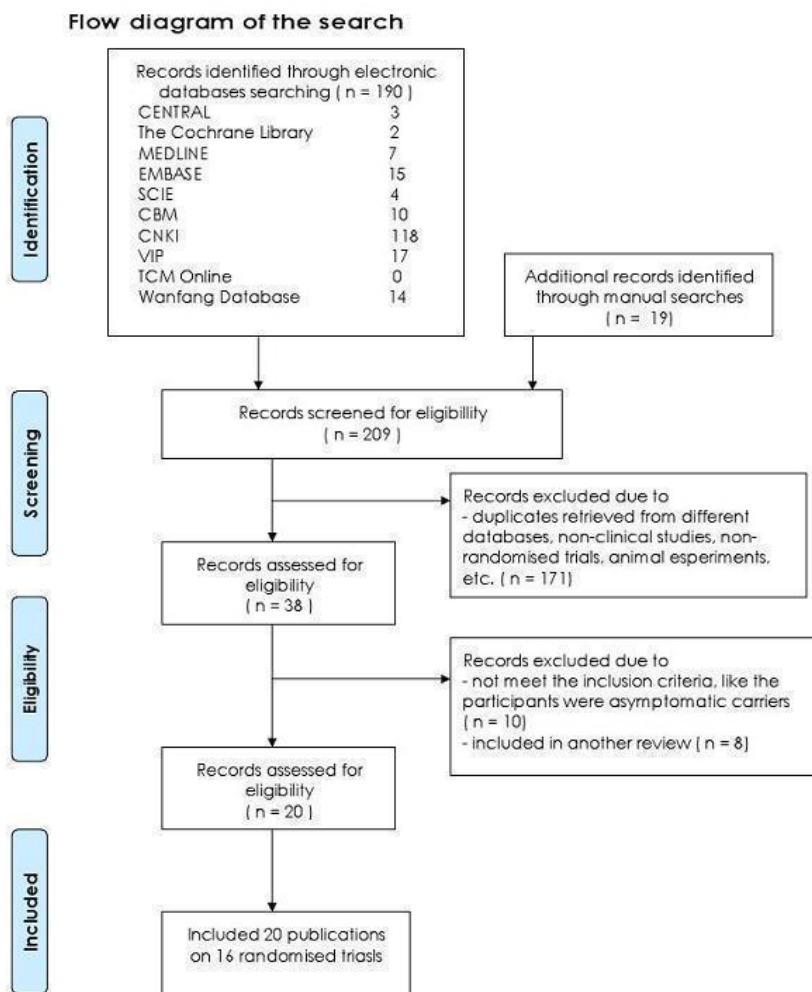 Flow diagram of the search
Identification
Records identified through electronic
databases searching ( n = 190 )
CENTRAL 3
The Cochrane Library 2
MEDLINE 7
EMBASE 15
SCIE 4
CBM 10
CNKI 118
VIP 17
TCM Online 0
Wanfang Database 14
Additional records identified
through manual searches
( n = 19)
Screening
Records screened for eligibillity
( n = 209 )
Records excluded due to
- duplicates retrieved from different
databases, non-clinical studies, non-
randomised trials, animal esperiments,
etc. ( n = 171)
Records assessed for
eligibility
( n = 38)
Eligibility
Records excluded due to
- not meet the inclusion criteria, like the
participants were asymptomatic carriers
( n = 10)
- included in another review ( n = 8)
Records assessed for
eligibility
( n = 20)
Included
Included 20 publications
on 16 randomised triasls